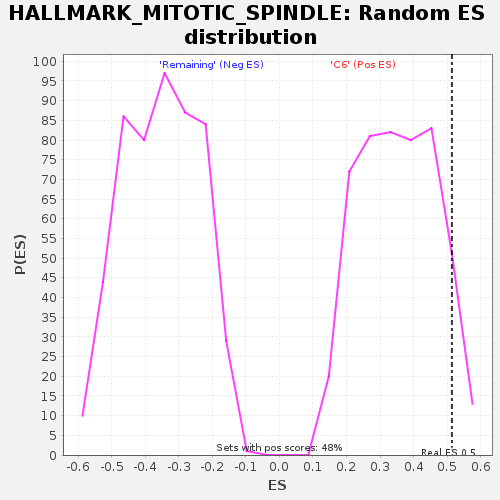 HALLMARK_MITOTIC_SPINDLE: Random ES
distribution
'Remaining' (Neg ES)
'C6' (Pos ES)
100
95
90
85
80
75
70
65
60
55
50
45
40
35
30
25
20
15
10
5
0
P(ES)
Sets with pos scores: 48%
Real ES 0.5
-0.6 -0.5 -0.4 -0.3 -0.2 -0.1 0.0 0.1 0.2 0.3 0.4 0.5 0.6
ES